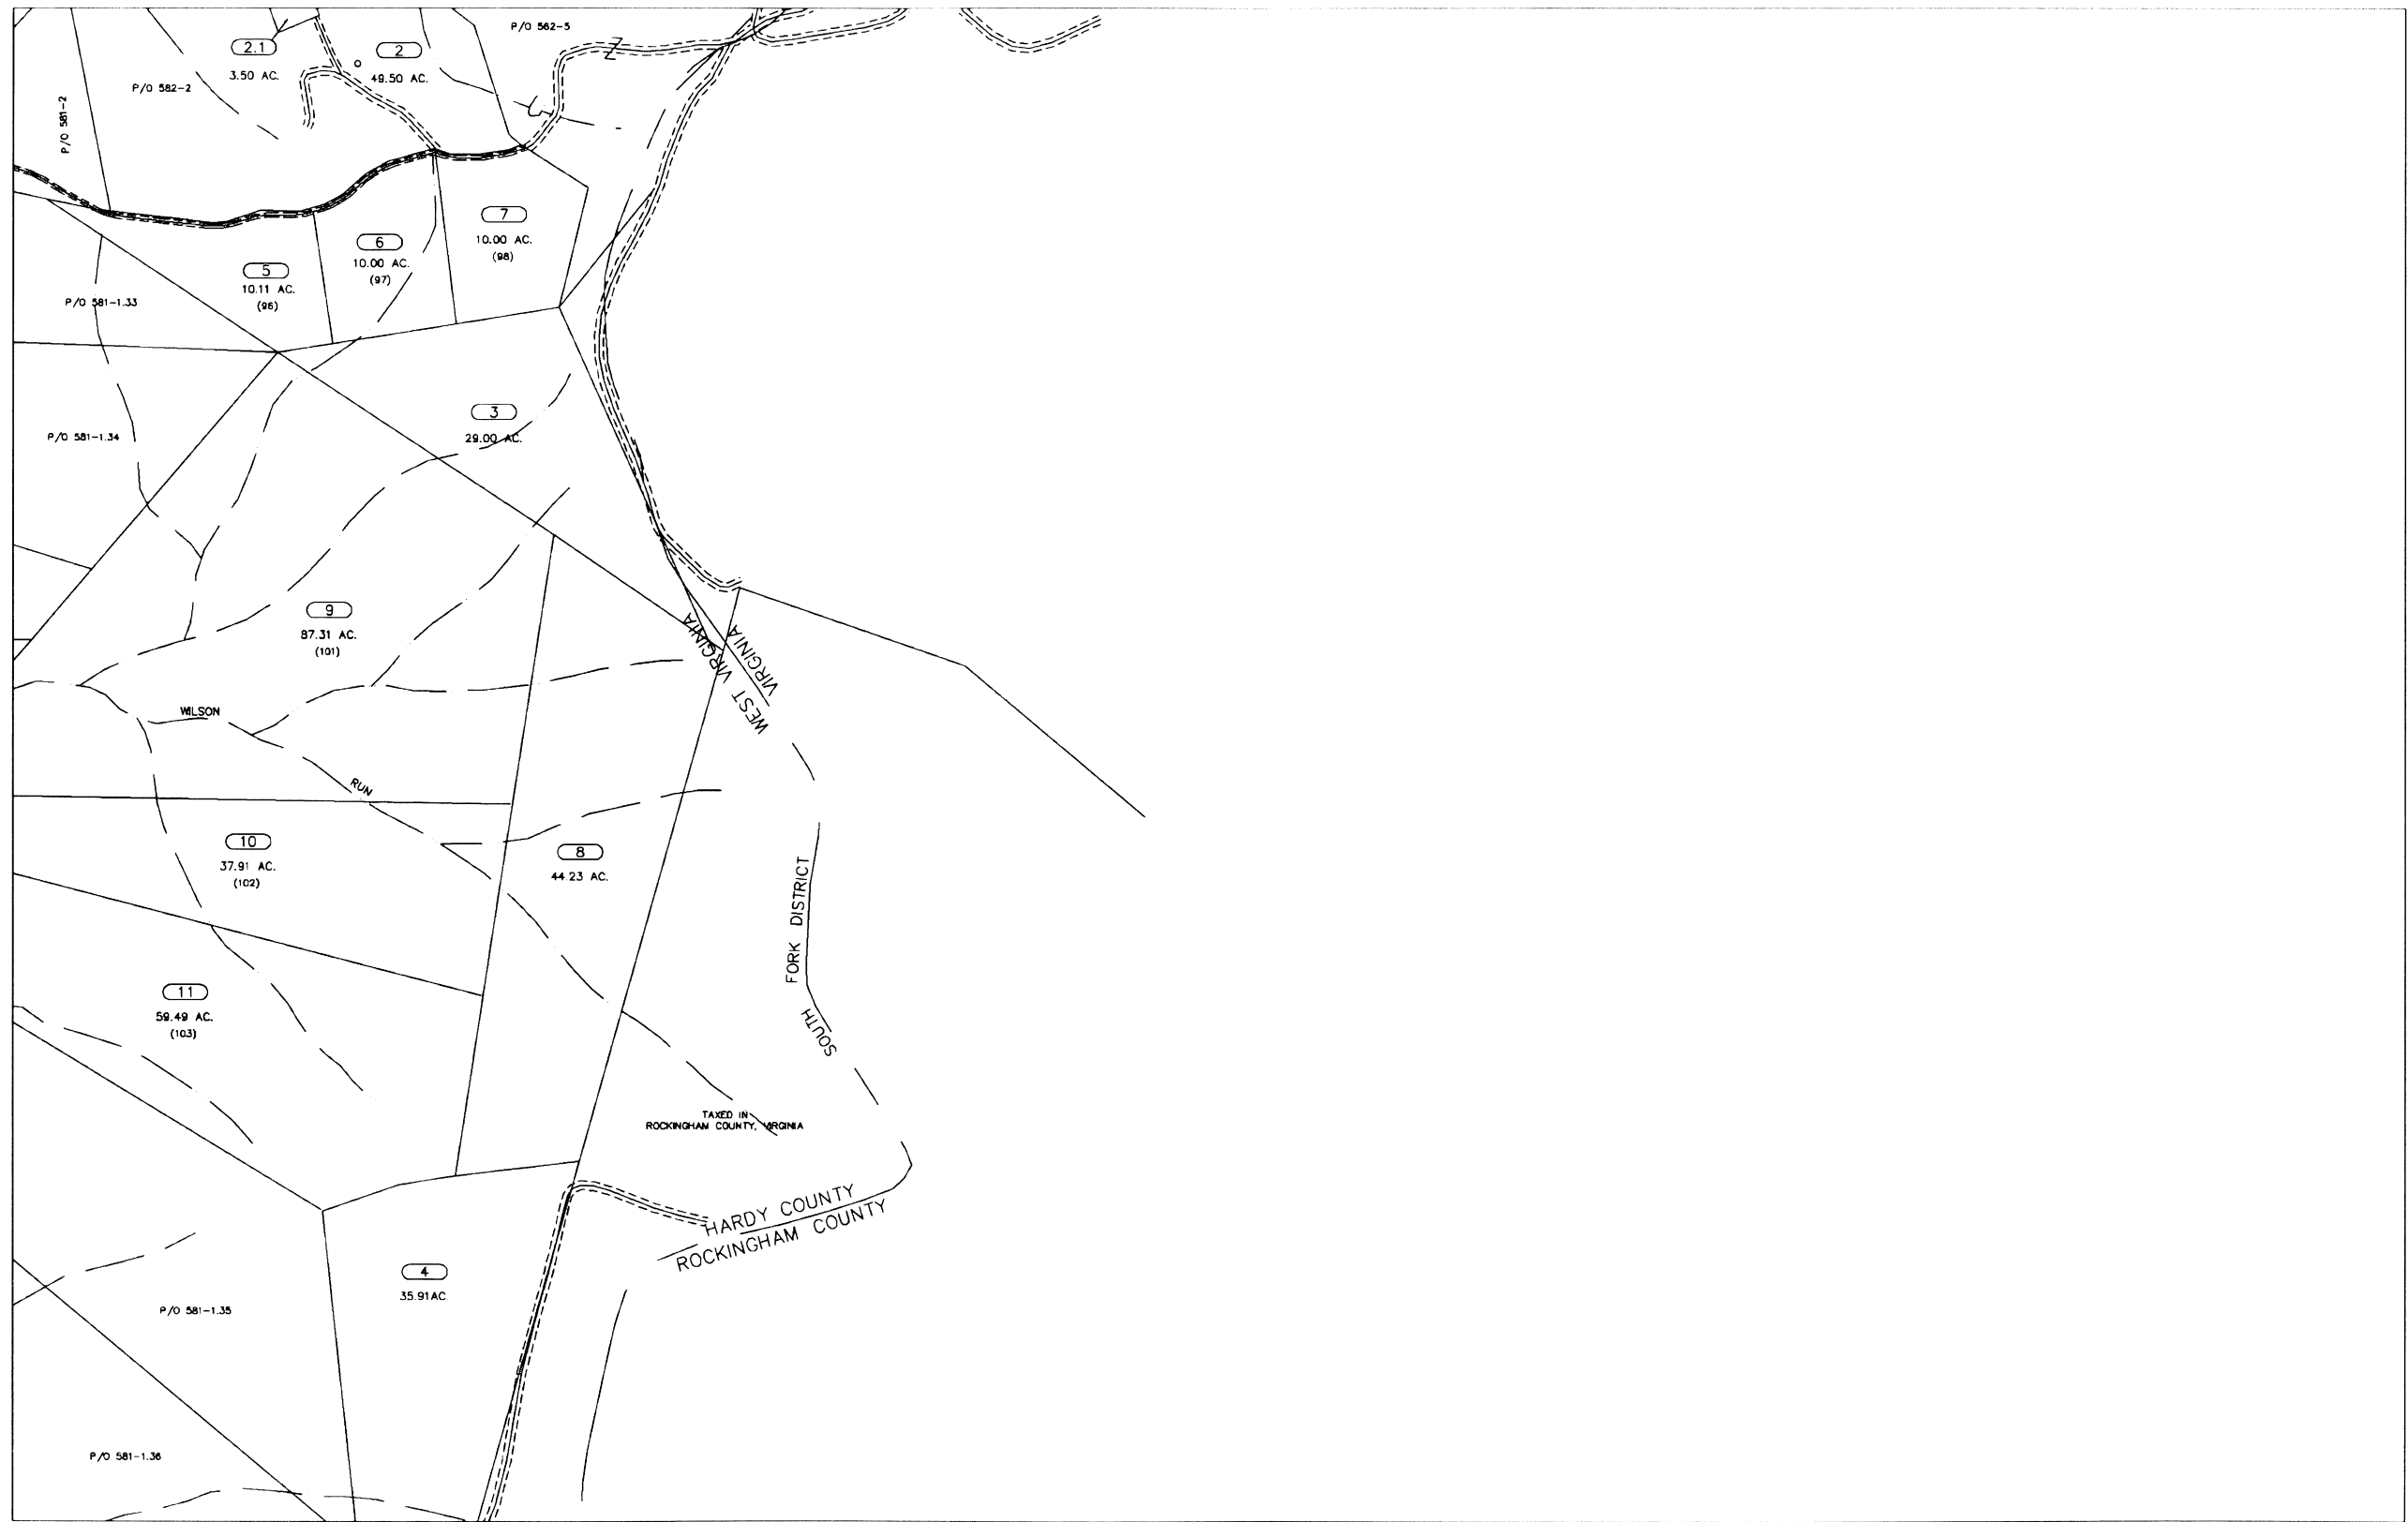 P/O 562-5
2.1
3.50 AC.
2
49.50 AC.
P/O 582-2
P/O 581-2
7
10.00 AC.
(98)
6
10.00 AC.
(97)
5
10.11 AC.
(96)
P/O 581-1.33
3
29.00 AC.
P/O 581-1.34
9
87.31 AC.
(101)
WEST VIRGINIA
VIRGINIA
WILSON
RUN
10
37.91 AC.
(102)
8
44.23 AC.
SOUTH FORK DISTRICT
11
59.49 AC.
(103)
TAXED IN
ROCKINGHAM COUNTY, VIRGINIA
HARDY COUNTY
ROCKINGHAM COUNTY
4
35.91AC.
P/O 581-1.35
P/O 581-1.36